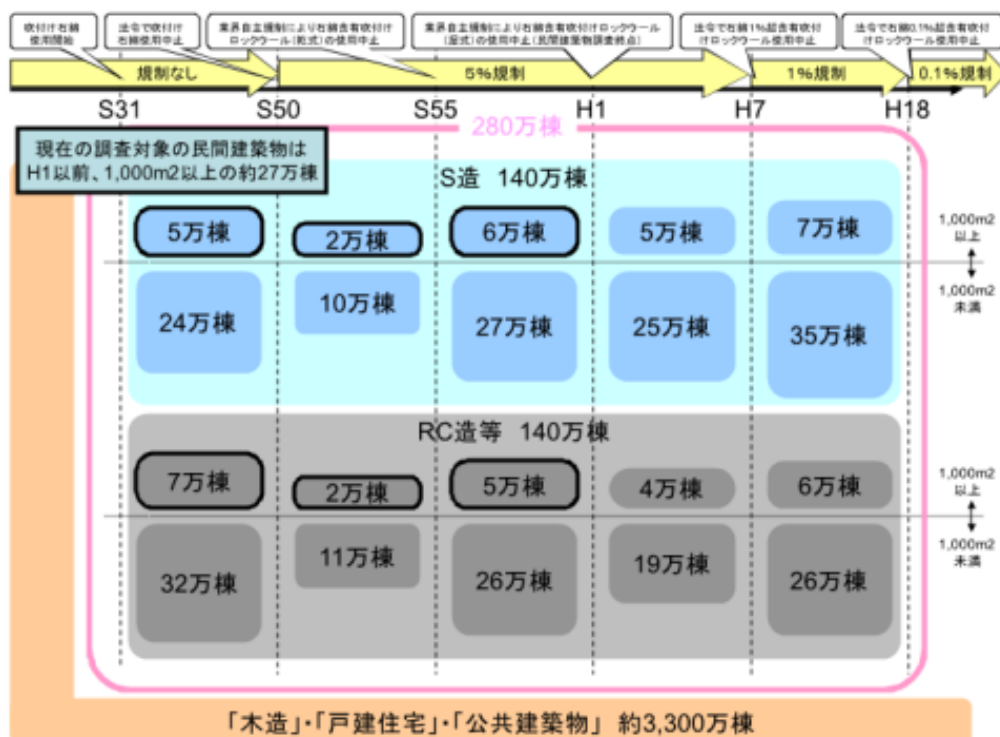 吹付け石綿
使用開始
法令で吹付け
石綿使用中止
業界自主規制により石綿含有吹付け
ロックウール(乾式)の使用中止
業界自主規制により石綿含有吹付けロックウール
(湿式)の使用中止(民間建築物調査終点)
法令で石綿1%超含有吹付
けロックウール使用中止
法令で石綿0.1%超含有吹付
けロックウール使用中止
規制なし
5%規制
1%規制
0.1%規制
S31
S50
S55
H1
H7
H18
280万棟
現在の調査対象の民間建築物は
H1以前、1,000m2以上の約27万棟
S造 140万棟
5万棟
2万棟
6万棟
5万棟
7万棟
1,000m2
以上
1,000m2
未満
24万棟
10万棟
27万棟
25万棟
35万棟
RC造等 140万棟
7万棟
2万棟
5万棟
4万棟
6万棟
1,000m2
以上
1,000m2
未満
32万棟
11万棟
26万棟
19万棟
26万棟
「木造」・「戸建住宅」・「公共建築物」 約3,300万棟